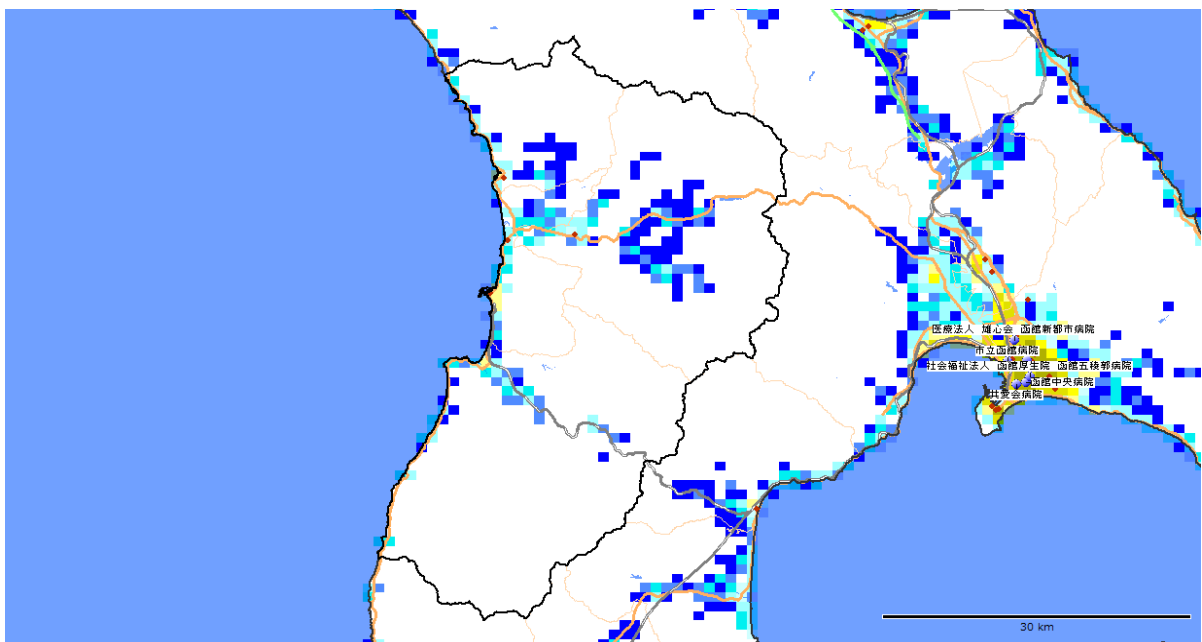 医療法人 雄心会 函館新都市病院
市立函館病院
社会福祉法人 函館厚生院 函館五稜郭病院
函館中央病院
共愛会病院
30 km